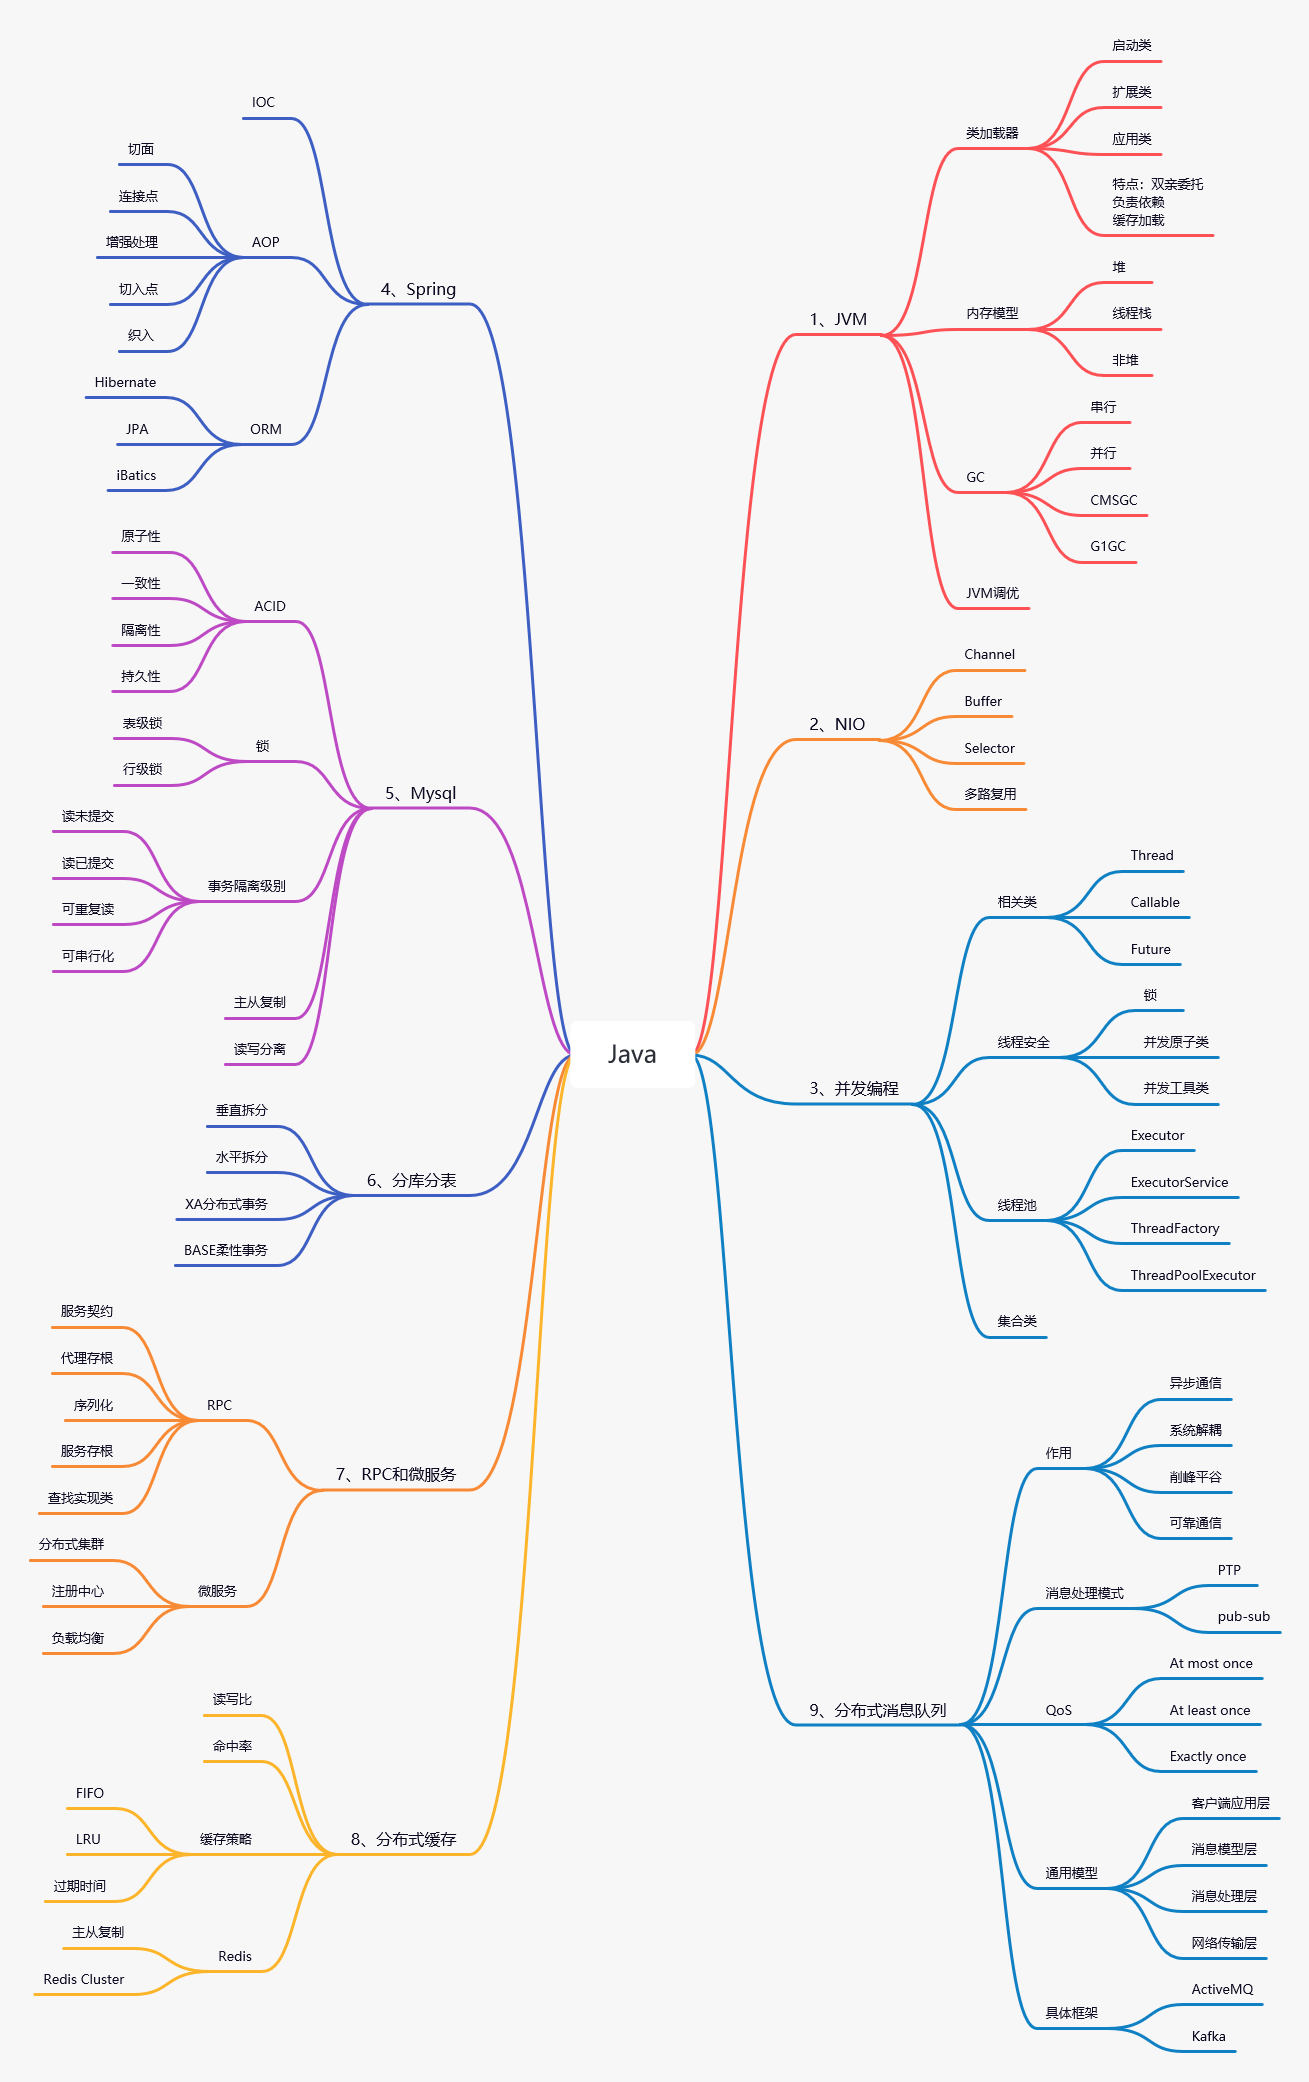 Java
1、JVM
类加载器
启动类
扩展类
应用类
特点：双亲委托
负责依赖
缓存加载
内存模型
堆
线程栈
非堆
GC
串行
并行
CMSGC
G1GC
JVM调优
2、NIO
Channel
Buffer
Selector
多路复用
3、并发编程
相关类
Thread
Callable
Future
线程安全
锁
并发原子类
并发工具类
线程池
Executor
ExecutorService
ThreadFactory
ThreadPoolExecutor
集合类
4、Spring
IOC
AOP
切面
连接点
增强处理
切入点
织入
ORM
Hibernate
JPA
iBatics
5、Mysql
ACID
原子性
一致性
隔离性
持久性
锁
表级锁
行级锁
事务隔离级别
读未提交
读已提交
可重复读
可串行化
主从复制
读写分离
6、分库分表
垂直拆分
水平拆分
XA分布式事务
BASE柔性事务
7、RPC和微服务
RPC
服务契约
代理存根
序列化
服务存根
查找实现类
微服务
分布式集群
注册中心
负载均衡
8、分布式缓存
读写比
命中率
缓存策略
FIFO
LRU
过期时间
Redis
主从复制
Redis Cluster
9、分布式消息队列
作用
异步通信
系统解耦
削峰平谷
可靠通信
消息处理模式
PTP
pub-sub
QoS
At most once
At least once
Exactly once
通用模型
客户端应用层
消息模型层
消息处理层
网络传输层
具体框架
ActiveMQ
Kafka